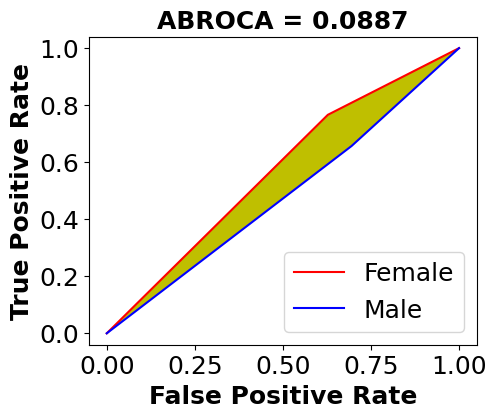 ABROCA = 0.0887
True Positive Rate
1.0
0.8
0.6
0.4
0.2
0.0
Female
Male
0.00 0.25 0.50 0.75 1.00
False Positive Rate